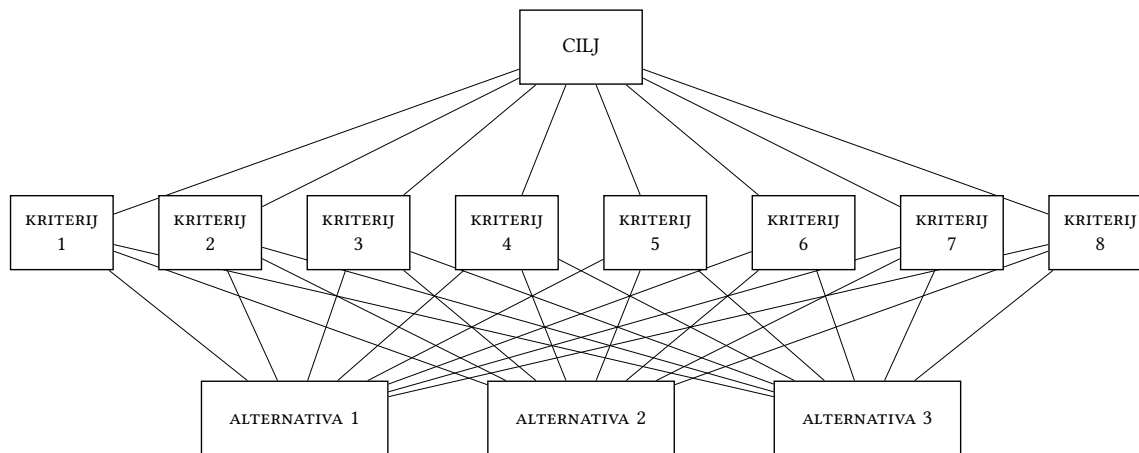 CILJ
KRITERIJ
1
KRITERIJ
2
KRITERIJ
3
KRITERIJ
4
KRITERIJ
5
KRITERIJ
6
KRITERIJ
7
KRITERIJ
8
ALTERNATIVA 1
ALTERNATIVA 2
ALTERNATIVA 3